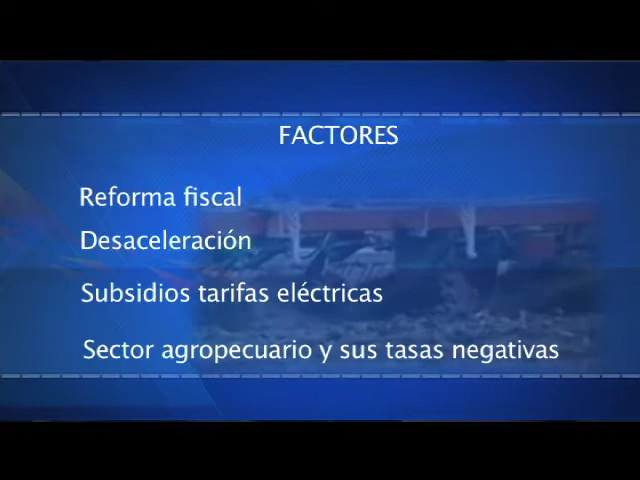 FACTORES
Reforma fiscal
Desaceleración
Subsidios tarifas eléctricas
Sector agropecuario y sus tasas negativas